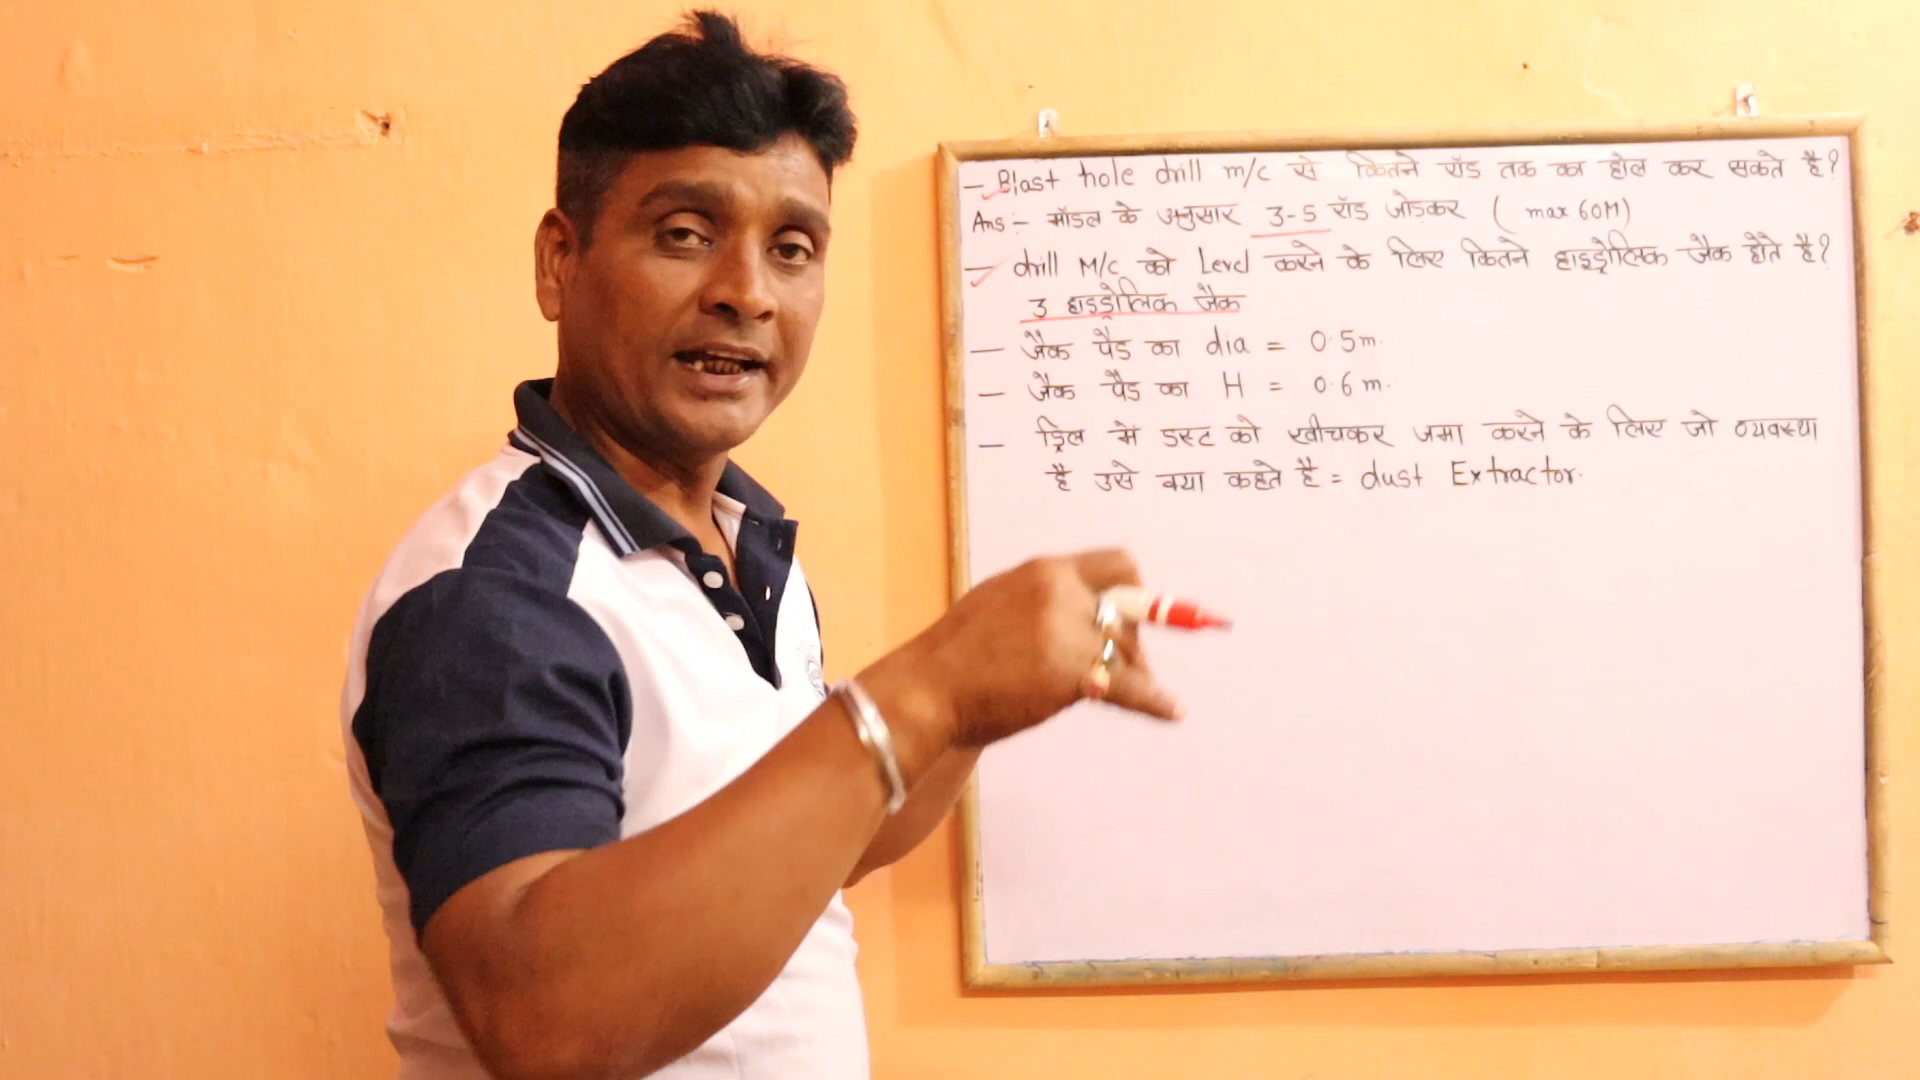 - Blast hole drill m/c से कितने रॉड तक का होल कर सकते है?
Ans :- मॉडल के अनुसार 3-5 रॉड जोडकर ( max 60M)
- drill M/c को Level करने के लिए कितने हाइड्रोलिक जैक होते है?
3 हाइड्रोलिक जैक
- जैक पैड का dia = 0.5m.
- जैक पैड का H = 0.6 m.
- ड्रिल में डस्ट को खीचकर जमा करने के लिए जो व्यवस्था
है उसे क्या कहते है = dust Extractor.